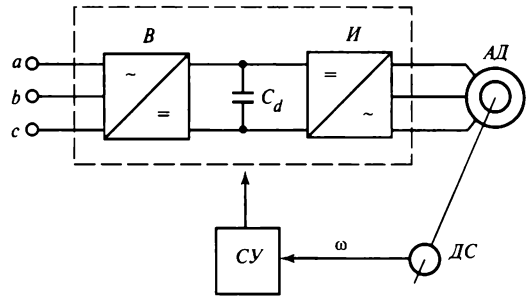 В
И
АД
a
b
c
~
=
=
~
C_d
СУ
ω
ДС